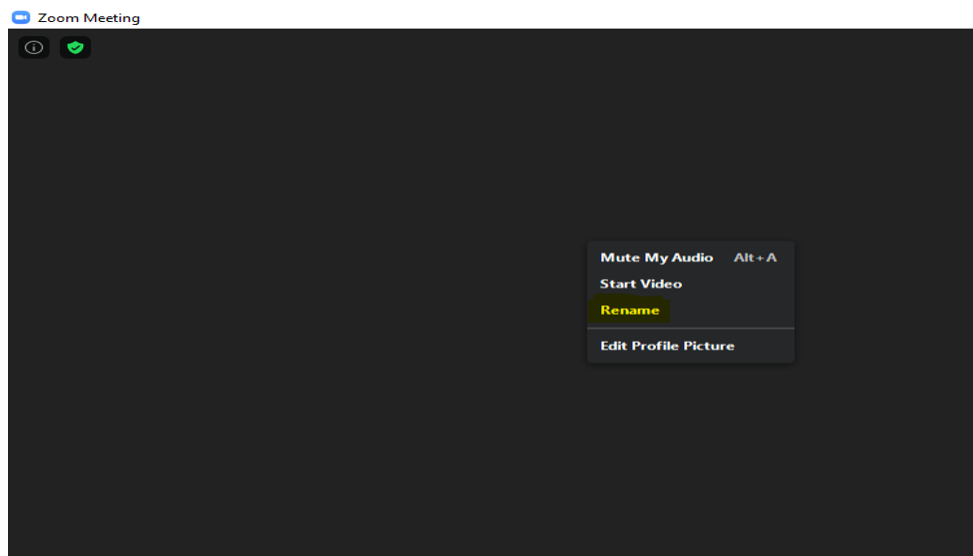 Zoom Meeting
Mute My Audio Alt+A
Start Video
Rename
Edit Profile Picture